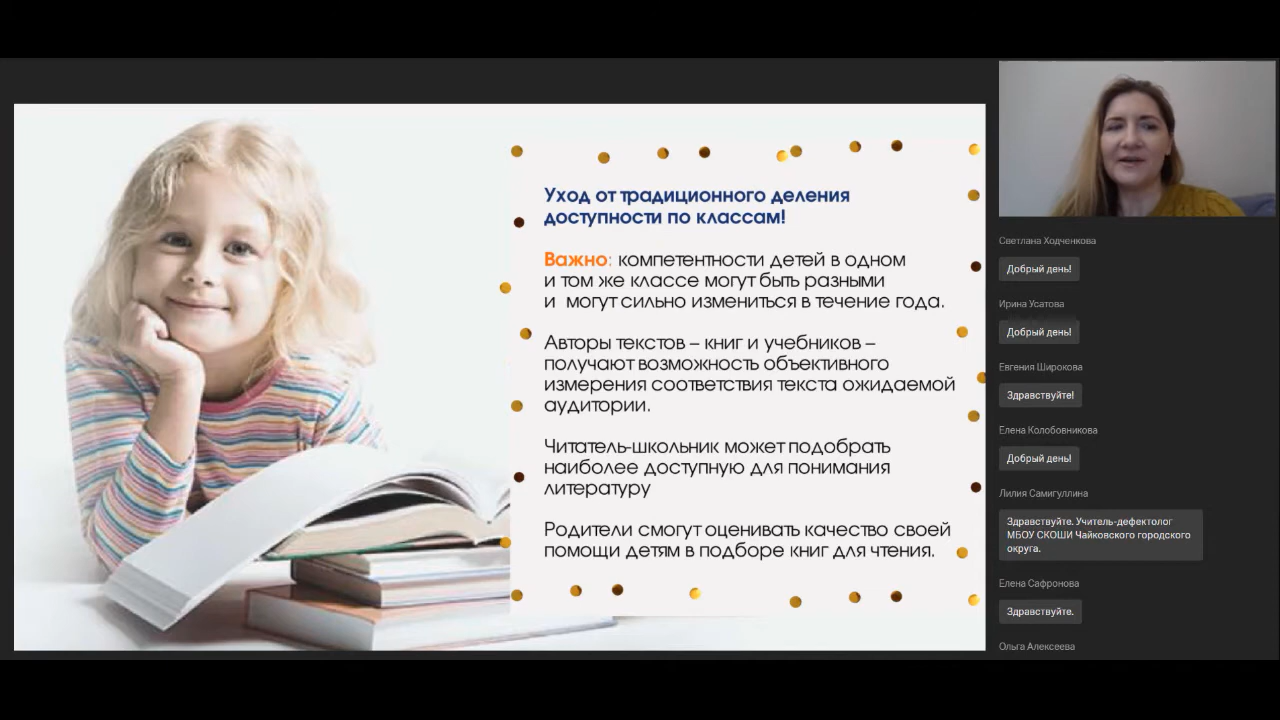 Уход от традиционного деления
доступности по классам!
Важно: компетентности детей в одном
и том же классе могут быть разными
и могут сильно измениться в течение года.
Авторы текстов – книг и учебников –
получают возможность объективного
измерения соответствия текста ожидаемой
аудитории.
Читатель-школьник может подобрать
наиболее доступную для понимания
литературу
Родители смогут оценивать качество своей
помощи детям в подборе книг для чтения.
Светлана Ходченкова
Добрый день!
Ирина Усатова
Добрый день!
Евгения Широкова
Здравствуйте!
Елена Колобовникова
Добрый день!
Лилия Самигуллина
Здравствуйте. Учитель-дефектолог
МБОУ СКОШИ Чайковского городского
округа.
Елена Сафронова
Здравствуйте.
Ольга Алексеева